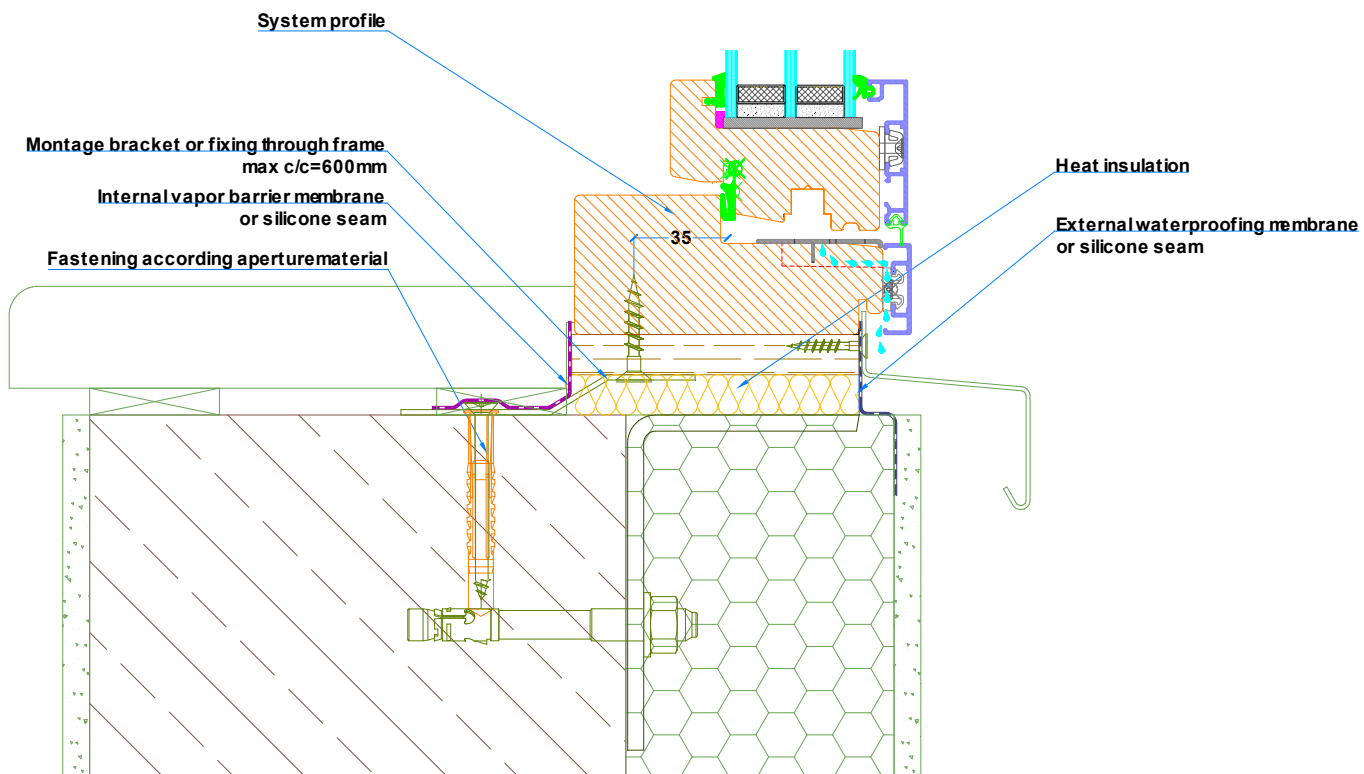 System profile
Montage bracket or fixing through frame
max c/c=600mm
Internal vapor barrier membrane
or silicone seam
Fastening according aperturematerial
35
Heat insulation
External waterproofing membrane
or silicone seam